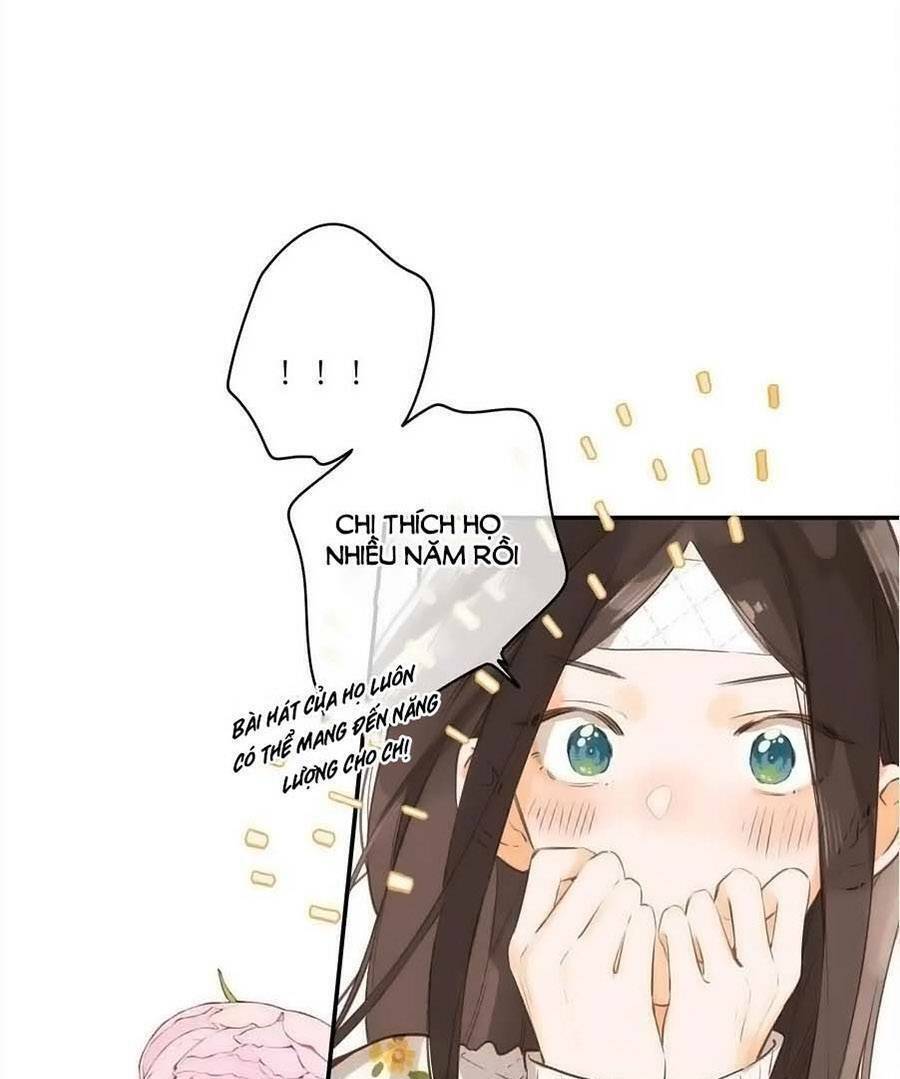 ! ! !
CHỊ THÍCH HỌ
NHIỀU NĂM RỒI
BÀI HÁT CỦA HỌ LUÔN
CÓ THỂ MANG ĐẾN NĂNG
LƯỢNG CHO CHỊ